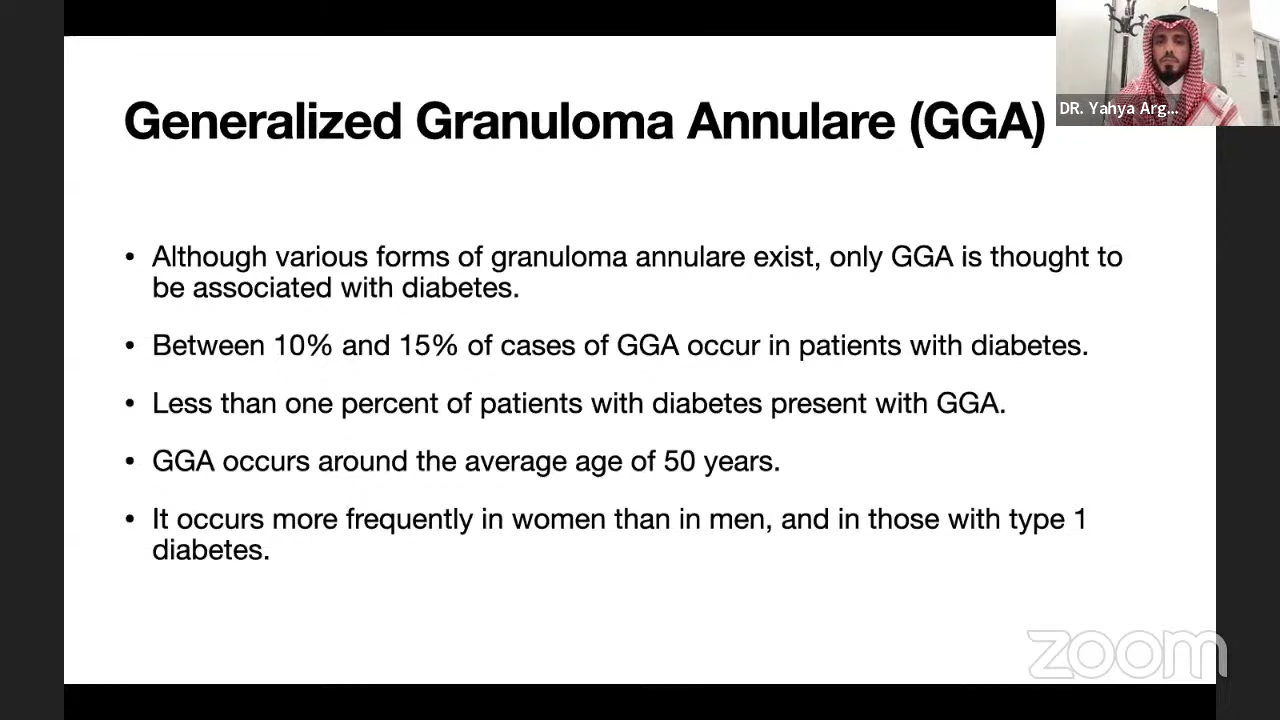 Generalized Granuloma Annulare (GGA)
DR. Yahya Arg...
• Although various forms of granuloma annulare exist, only GGA is thought to
be associated with diabetes.
• Between 10% and 15% of cases of GGA occur in patients with diabetes.
• Less than one percent of patients with diabetes present with GGA.
• GGA occurs around the average age of 50 years.
• It occurs more frequently in women than in men, and in those with type 1
diabetes.
zoom